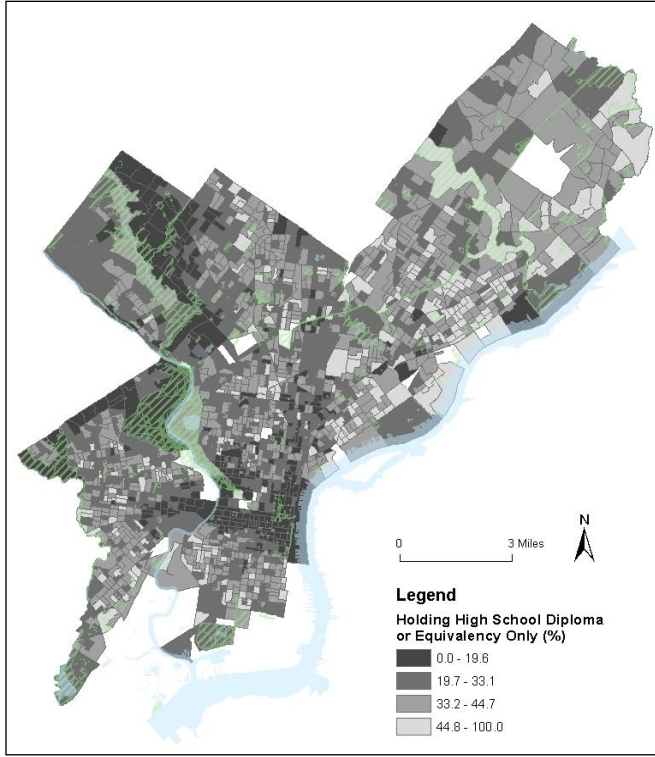 N
0 3 Miles
Legend
Holding High School Diploma
or Equivalency Only (%)
0.0 - 19.6
19.7 - 33.1
33.2 - 44.7
44.8 - 100.0